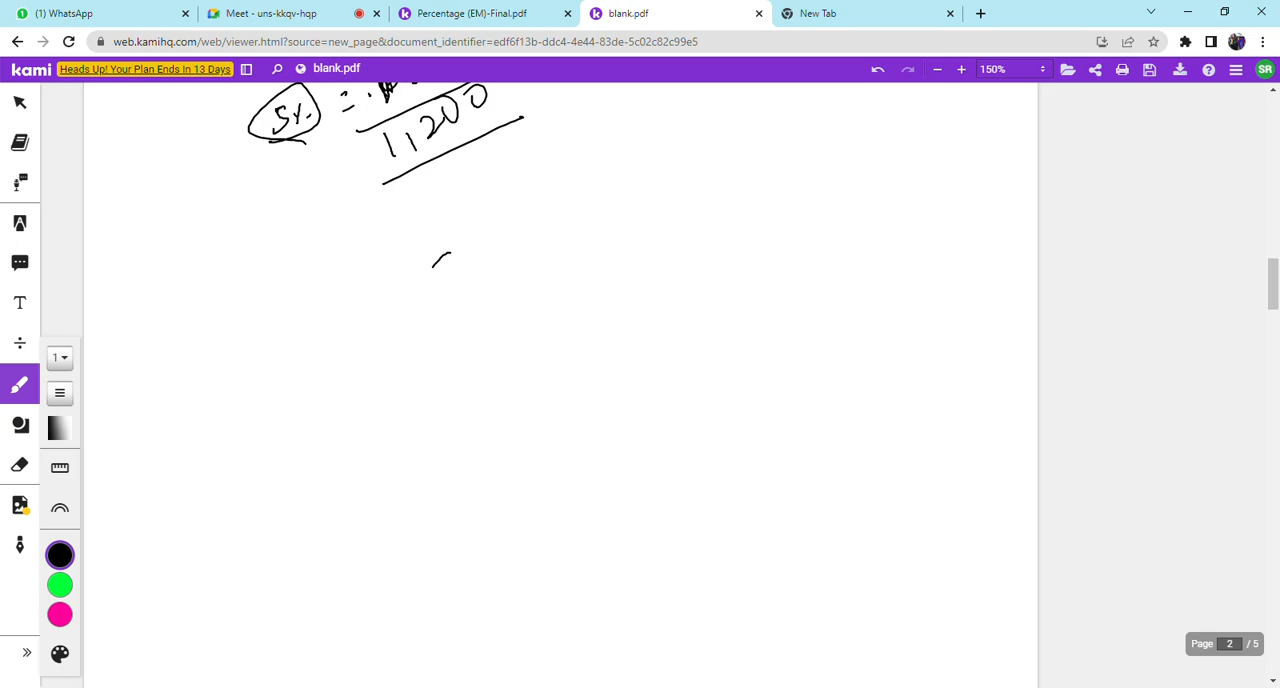 (1) WhatsApp
Meet - uns-kkqv-hqp
Percentage (EM)-Final.pdf
blank.pdf
New Tab
web.kamihq.com/web/viewer.html?source=new_page&document_identifier=edf6f13b-ddc4-4e44-83de-5c02c82c99e5
kami
Heads Up! Your Plan Ends In 13 Days
blank.pdf
150%
SR
5%. =
11200
1
Page 2 / 5